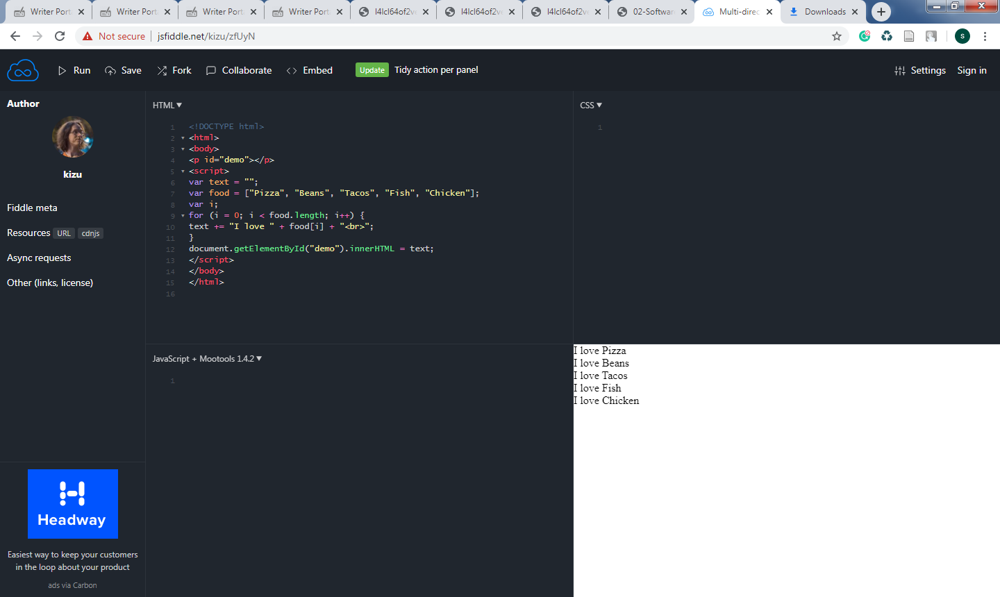 Writer Port
Writer Port
Writer Port
Writer Port
l4lcl64of2v
l4lcl64of2v
l4lcl64of2v
02-Softwar
Multi-direc
Downloads
Not secure
jsfiddle.net/kizu/zfUyN
s
Run
Save
Fork
Collaborate
Embed
Update
Tidy action per panel
Settings
Sign in
Author
kizu
Fiddle meta
Resources URL cdnjs
Async requests
Other (links, license)
HTML
1 <!DOCTYPE html>
2 <html>
3 <body>
4 <p id="demo"></p>
5 <script>
6 var text = "";
7 var food = ["Pizza", "Beans", "Tacos", "Fish", "Chicken"];
8 var i;
9 for (i = 0; i < food.length; i++) {
10 text += "I love " + food[i] + "<br>";
11 }
12 document.getElementById("demo").innerHTML = text;
13 </script>
14 </body>
15 </html>
16
CSS
1
JavaScript + Mootools 1.4.2
1
I love Pizza
I love Beans
I love Tacos
I love Fish
I love Chicken
Headway
Easiest way to keep your customers
in the loop about your product
ads via Carbon